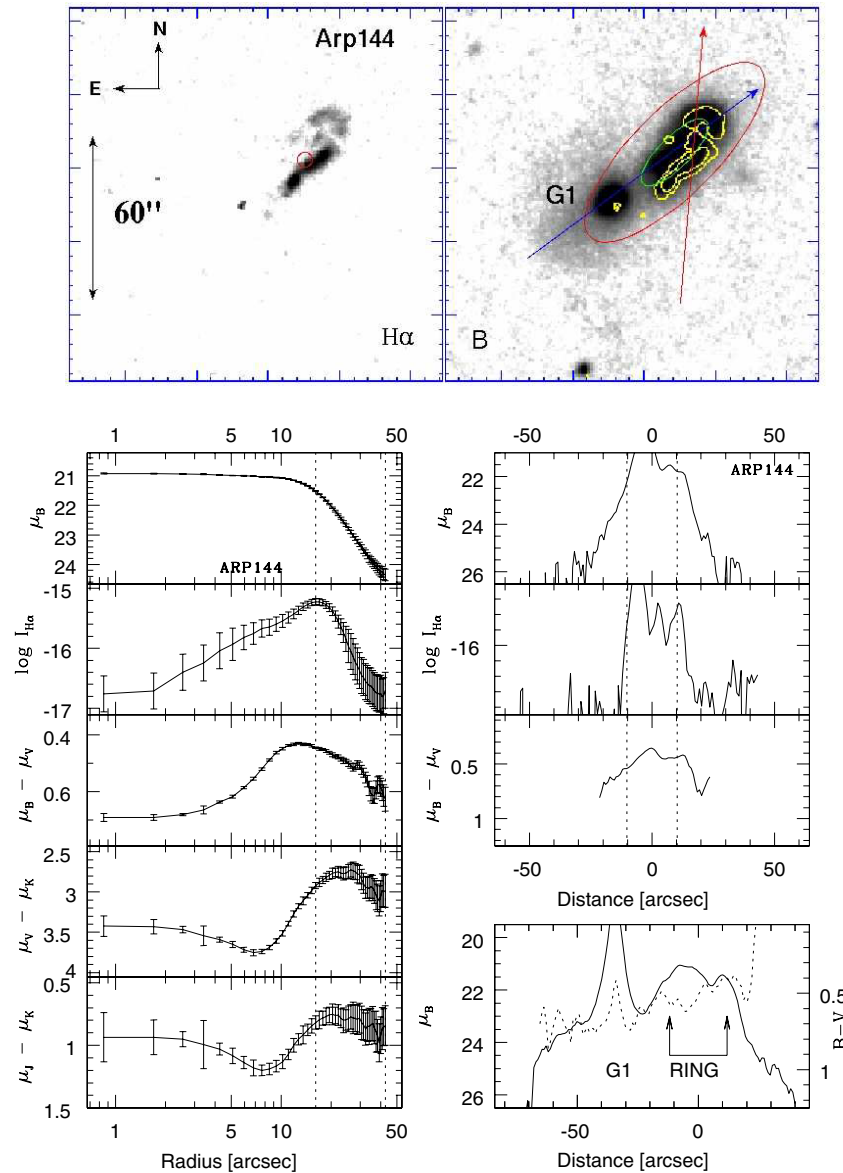 Arp144
N
E
60"
Hα
G1
B
1 5 10 50
-50 0 50
21
22
23
24
μB
ARP144
22
24
26
μB
ARP144
-15
-16
-17
log IHα
-16
log IHα
0.4
0.6
μB − μV
0.5
1
μB − μV
-50 0 50
Distance [arcsec]
2.5
3
3.5
4
μV − μK
0.5
1
1.5
μJ − μK
1 5 10 50
Radius [arcsec]
20
22
24
26
μB
G1 RING
0.5
1
B−V
-50 0
Distance [arcsec]